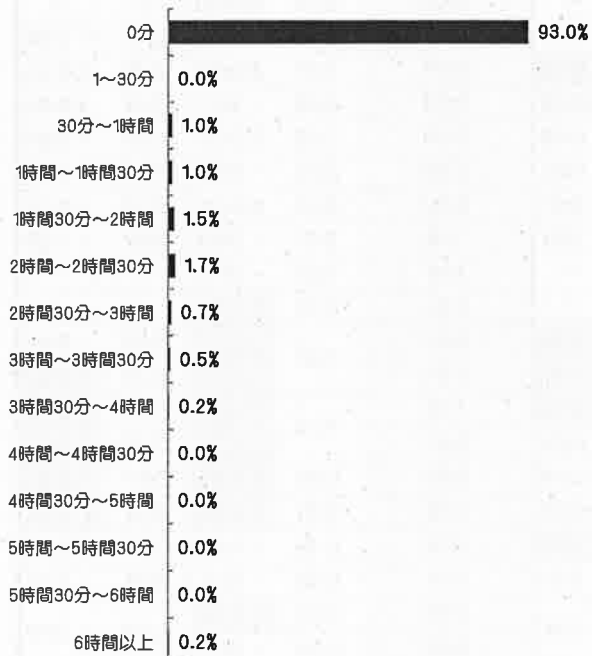 0分 93.0%
1〜30分 0.0%
30分〜1時間 1.0%
1時間〜1時間30分 1.0%
1時間30分〜2時間 1.5%
2時間〜2時間30分 1.7%
2時間30分〜3時間 0.7%
3時間〜3時間30分 0.5%
3時間30分〜4時間 0.2%
4時間〜4時間30分 0.0%
4時間30分〜5時間 0.0%
5時間〜5時間30分 0.0%
5時間30分〜6時間 0.0%
6時間以上 0.2%